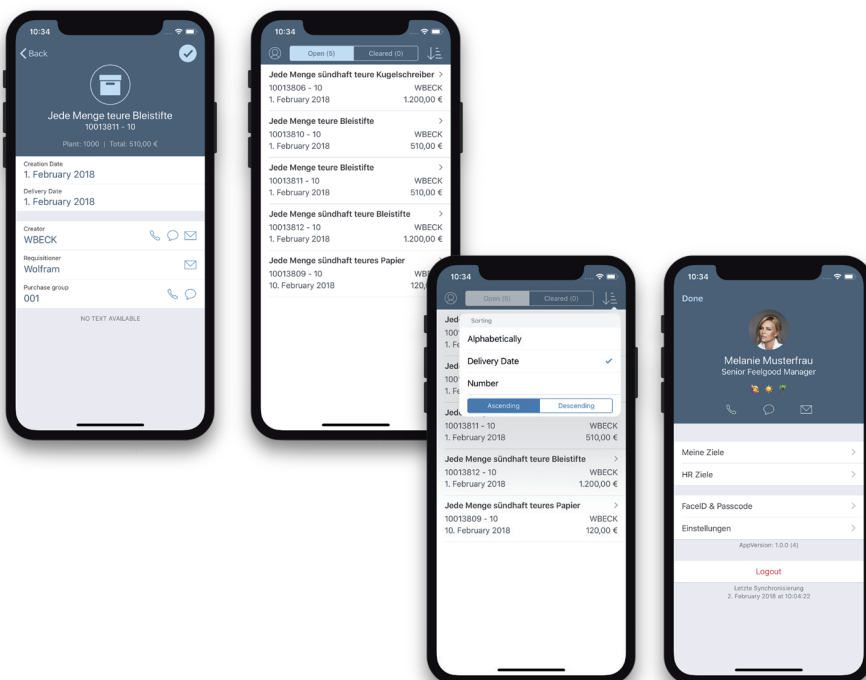 10:34
Back
Jede Menge teure Bleistifte
10013811 - 10
Plant: 1000 | Total: 510,00 €
Creation Date
1. February 2018
Delivery Date
1. February 2018
Creator
WBECK
Requisitioner
Wolfram
Purchase group
001
NO TEXT AVAILABLE
10:34
Open (5) Cleared (0)
Jede Menge sündhaft teure Kugelschreiber
10013806 - 10 WBECK
1. February 2018 1.200,00 €
Jede Menge teure Bleistifte
10013810 - 10 WBECK
1. February 2018 510,00 €
Jede Menge teure Bleistifte
10013811 - 10 WBECK
1. February 2018 510,00 €
Jede Menge sündhaft teure Bleistifte
10013812 - 10 WBECK
1. February 2018 1.200,00 €
Jede Menge sündhaft teures Papier
10013809 - 10
10. February 2018 120,
10:34
Open (5) Cleared (0)
Sorting
Alphabetically
Delivery Date
Number
Ascending Descending
10013811 - 10 WBECK
1. February 2018 510,00 €
Jede Menge sündhaft teure Bleistifte
10013812 - 10 WBECK
1. February 2018 1.200,00 €
Jede Menge sündhaft teures Papier
10013809 - 10 WBECK
10. February 2018 120,00 €
10:34
Done
Melanie Musterfrau
Senior Feelgood Manager
Meine Ziele
HR Ziele
FaceID & Passcode
Einstellungen
AppVersion: 1.0.0 (4)
Logout
Letzte Synchronisierung
2. February 2018 at 10:04:22